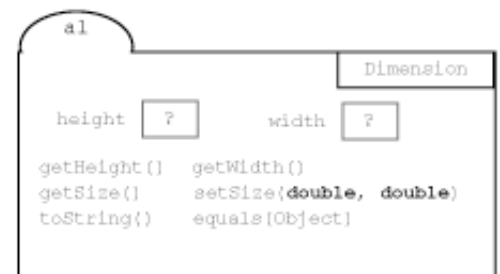 a1
Dimension
height ? width ?
getHeight() getWidth()
getSize() setSize(double, double)
toString() equals(Object)